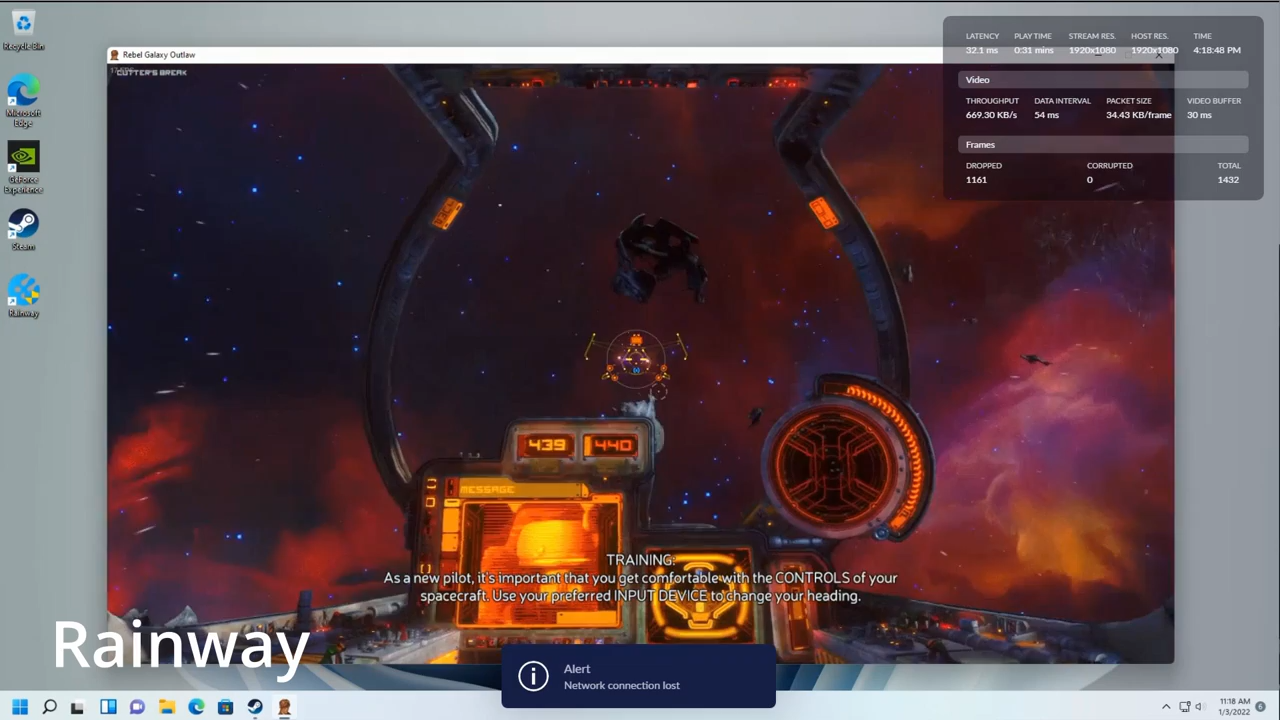 Recycle Bin
Microsoft
Edge
GeForce
Experience
Steam
Rainway
Rebel Galaxy Outlaw
CUTTER'S BREAK
LATENCY PLAY TIME STREAM RES. HOST RES. TIME
32.1 ms 0:31 mins 1920x1080 1920x1080 4:18:48 PM
Video
THROUGHPUT DATA INTERVAL PACKET SIZE VIDEO BUFFER
669.30 KB/s 54 ms 34.43 KB/frame 30 ms
Frames
DROPPED CORRUPTED TOTAL
1161 0 1432
439 440
MESSAGE
TRAINING:
As a new pilot, it's important that you get comfortable with the CONTROLS of your
spacecraft. Use your preferred INPUT DEVICE to change your heading.
Rainway
Alert
Network connection lost
11:18 AM
1/3/2022
6